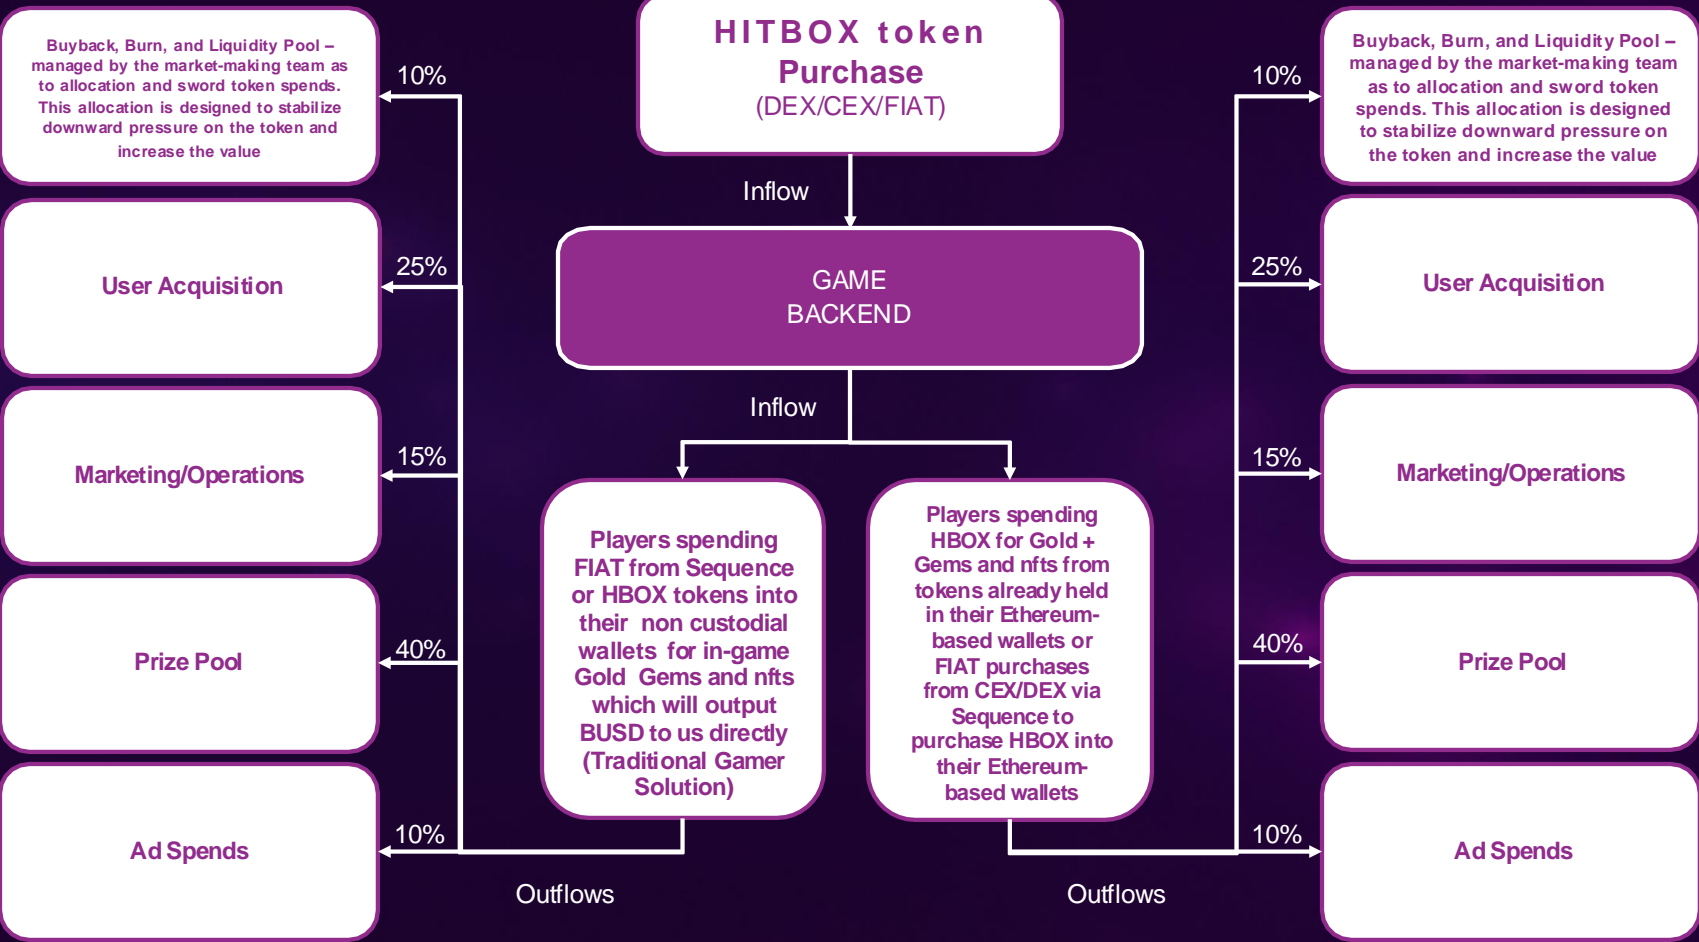 HITBOX token
Purchase
(DEX/CEX/FIAT)
Inflow
GAME
BACKEND
Inflow
Buyback, Burn, and Liquidity Pool –
managed by the market-making team as
to allocation and sword token spends.
This allocation is designed to stabilize
downward pressure on the token and
increase the value
10%
User Acquisition
25%
Marketing/Operations
15%
Prize Pool
40%
Ad Spends
10%
Players spending
FIAT from Sequence
or HBOX tokens into
their non custodial
wallets for in-game
Gold Gems and nfts
which will output
BUSD to us directly
(Traditional Gamer
Solution)
Outflows
Players spending
HBOX for Gold +
Gems and nfts from
tokens already held
in their Ethereum-
based wallets or
FIAT purchases
from CEX/DEX via
Sequence to
purchase HBOX into
their Ethereum-
based wallets
Outflows
10%
Buyback, Burn, and Liquidity Pool –
managed by the market-making team
as to allocation and sword token
spends. This allocation is designed
to stabilize downward pressure on
the token and increase the value
25%
User Acquisition
15%
Marketing/Operations
40%
Prize Pool
10%
Ad Spends